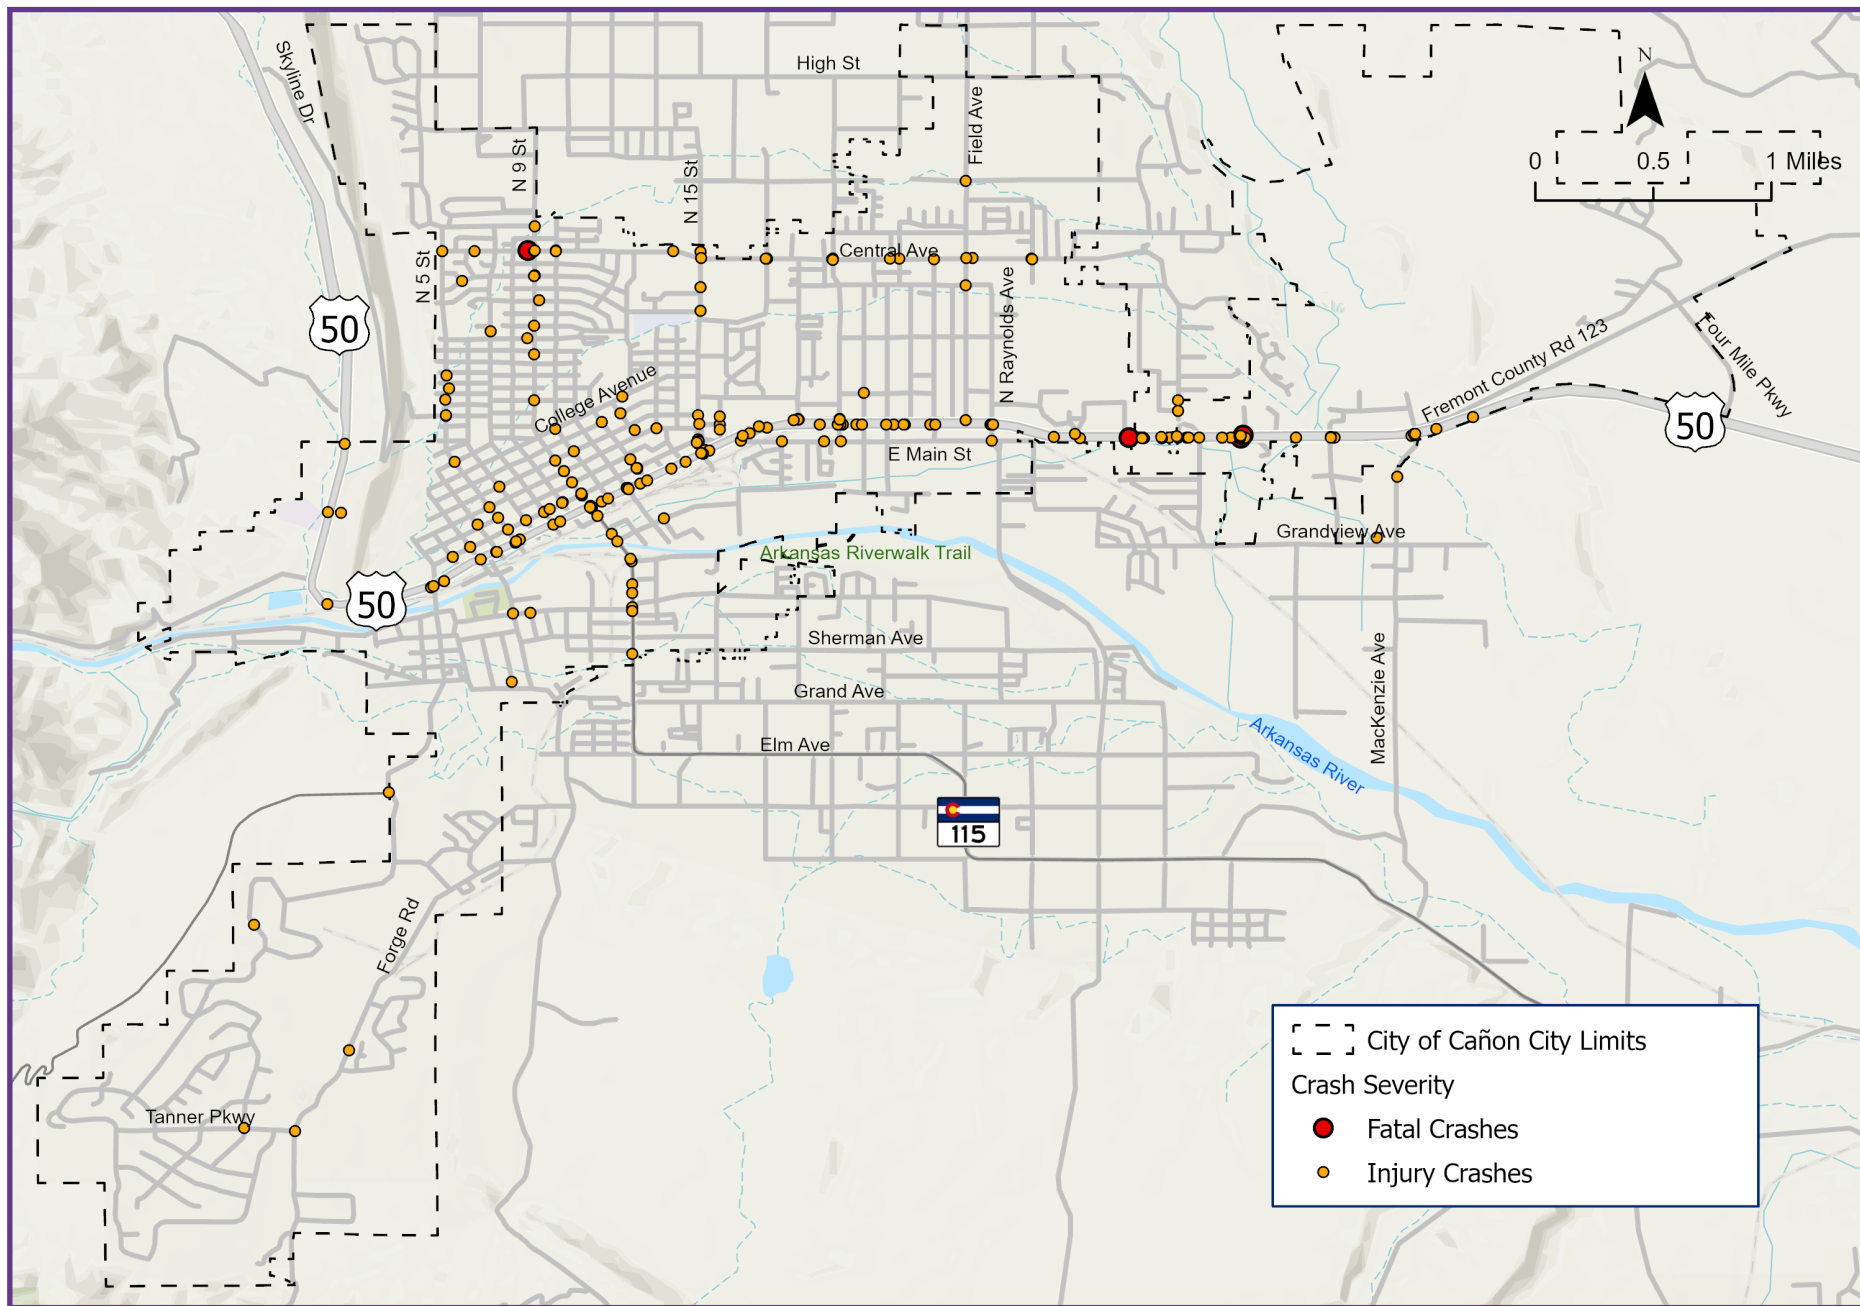 Skyline Dr
High St
N
Field Ave
N 9 St
N 15 St
0 0.5 1 Miles
Central Ave
N 5 St
N Raynolds Ave
50
Four Mile Pkwy
Fremont County Rd 123
College Avenue
50
E Main St
Grandview Ave
Arkansas Riverwalk Trail
50
Sherman Ave
MacKenzie Ave
Grand Ave
Elm Ave
Arkansas River
115
Forge Rd
Tanner Pkwy
City of Cañon City Limits
Crash Severity
Fatal Crashes
Injury Crashes